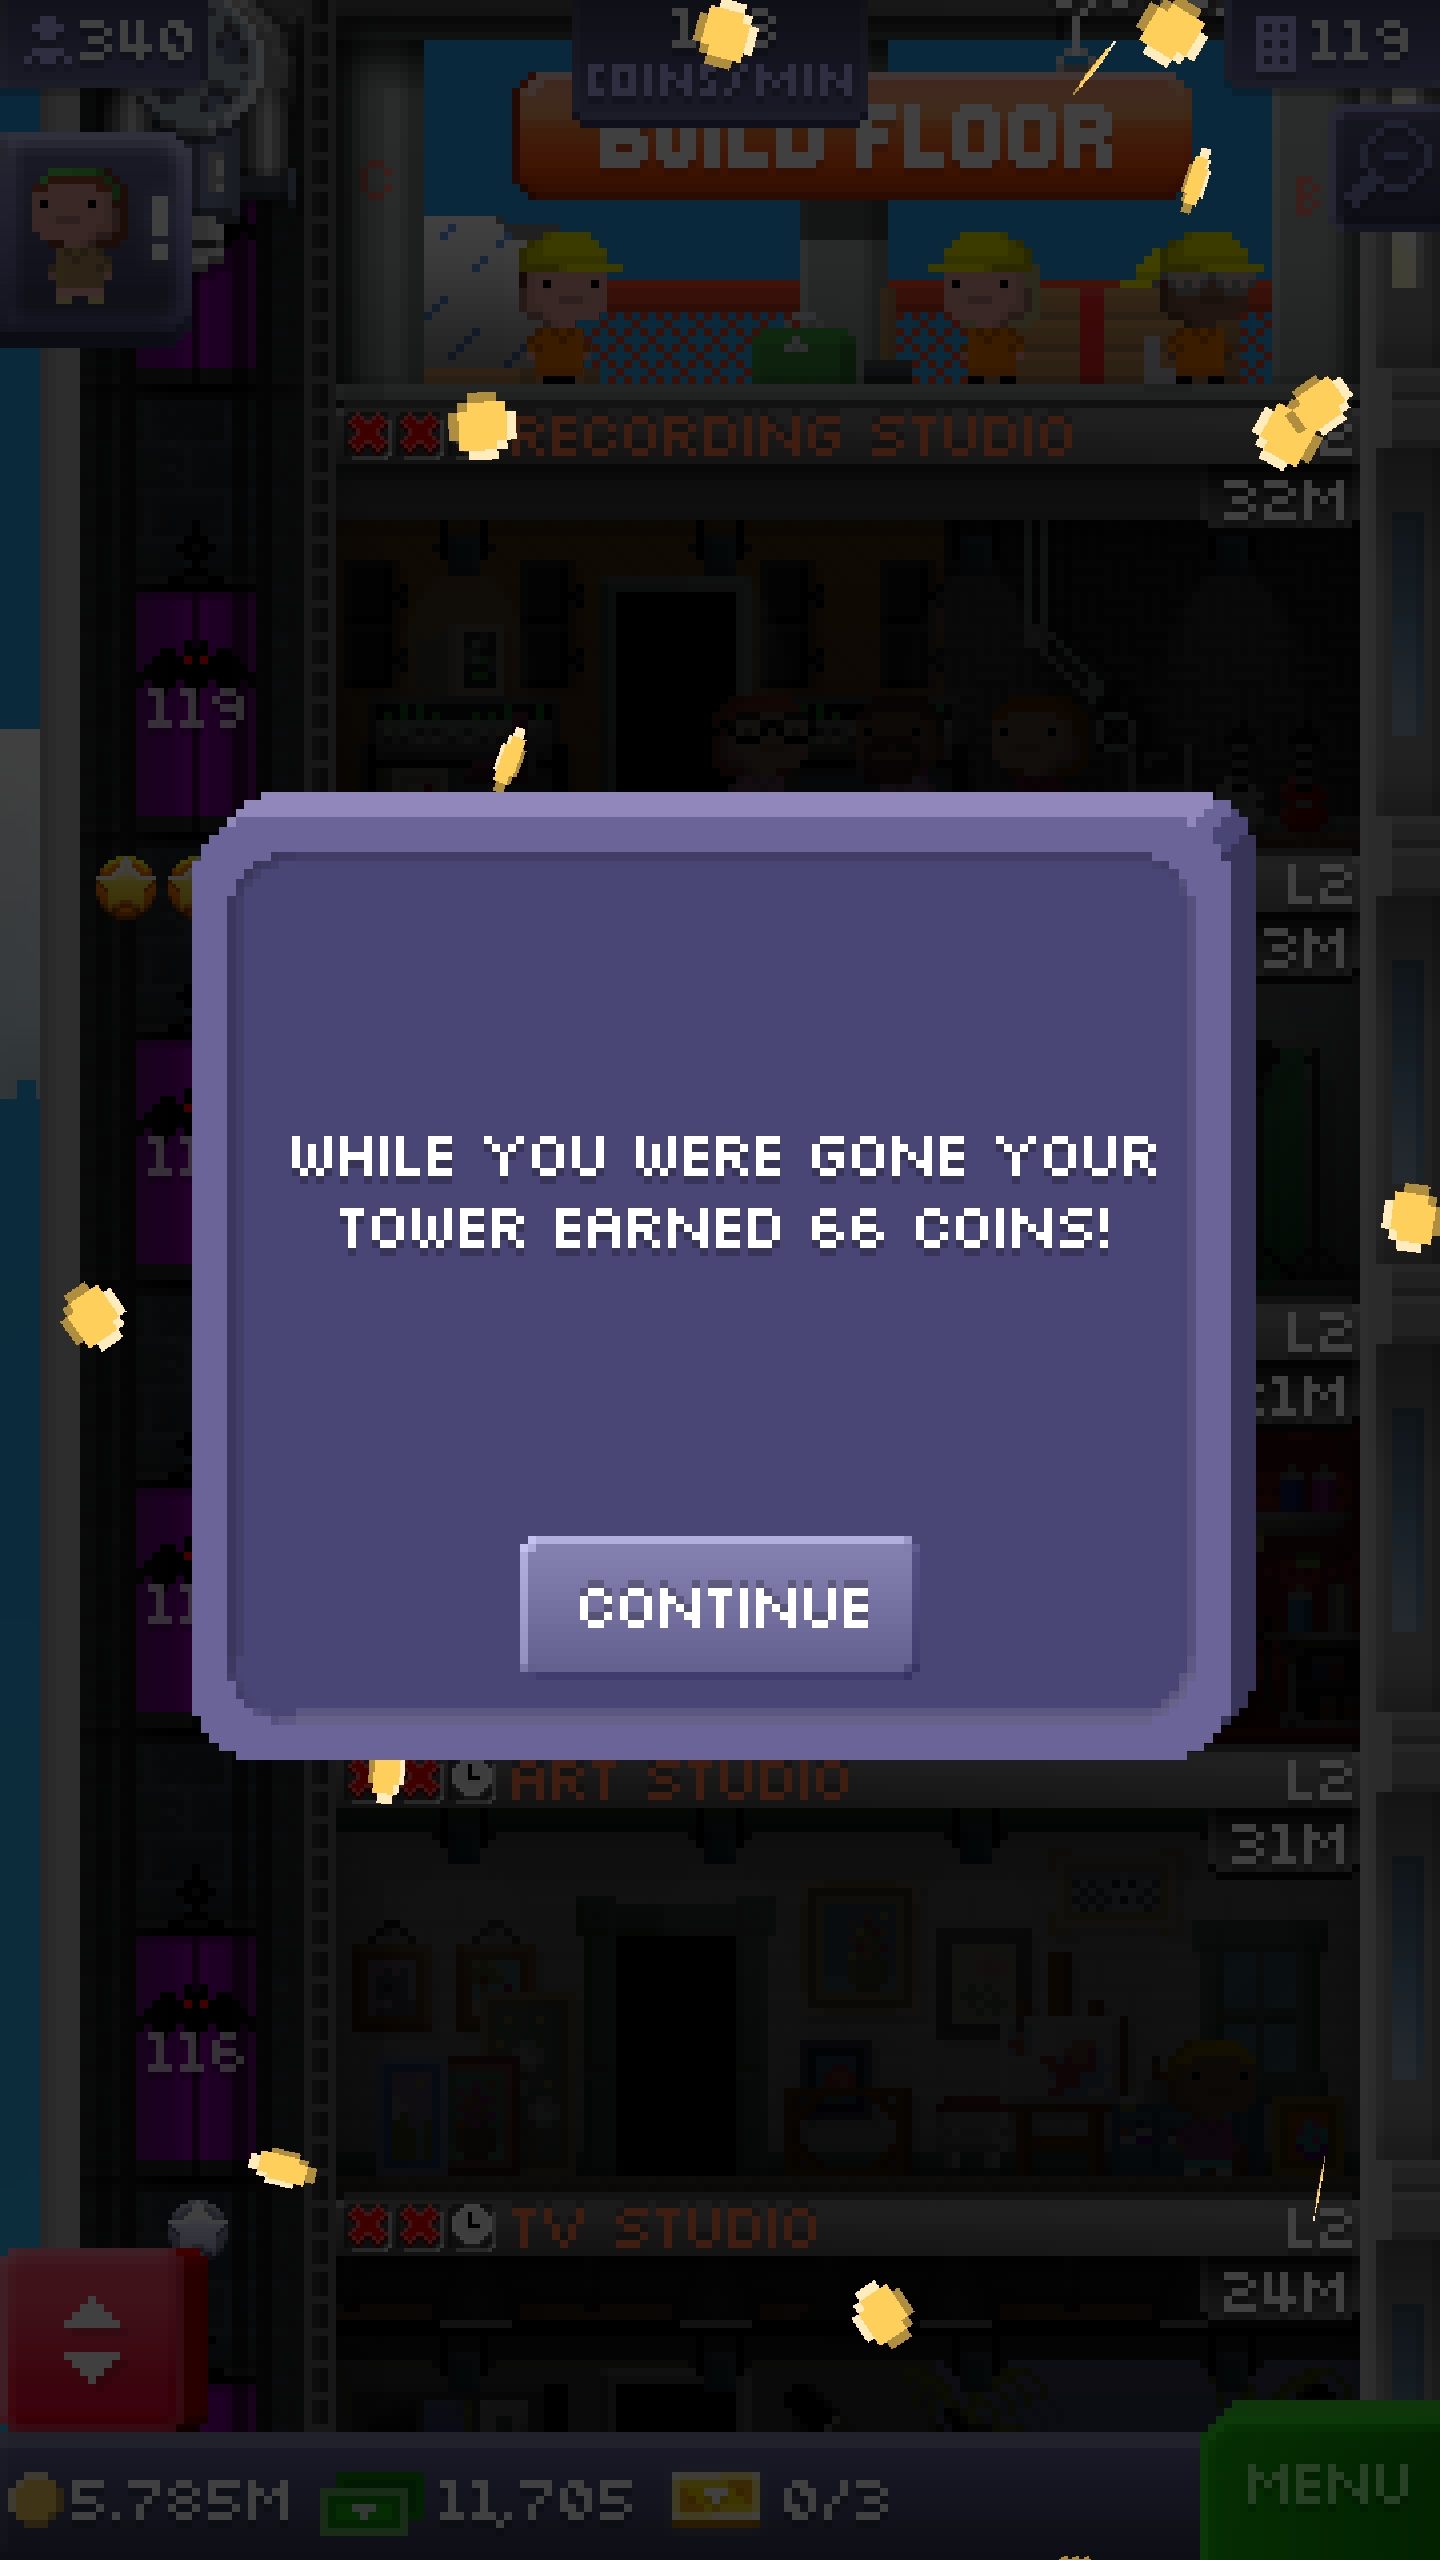 340
COINS/MIN
119
BUILD FLOOR
C
B
!
RECORDING STUDIO
32M
119
L2
3M
WHILE YOU WERE GONE YOUR
TOWER EARNED 66 COINS!
L2
CONTINUE
ART STUDIO
L2
31M
116
TV STUDIO
L2
24M
5.785M
11,705
0/3
MENU